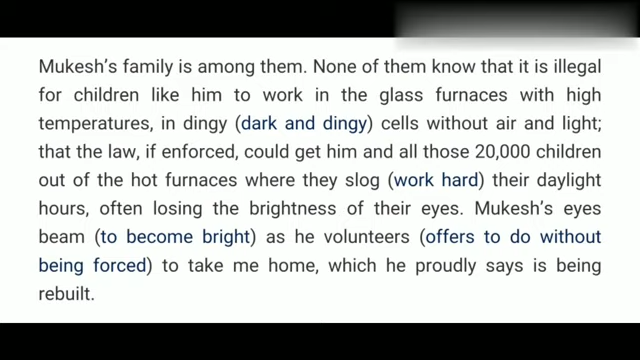 Mukesh's family is among them. None of them know that it is illegal
for children like him to work in the glass furnaces with high
temperatures, in dingy (dark and dingy) cells without air and light;
that the law, if enforced, could get him and all those 20,000 children
out of the hot furnaces where they slog (work hard) their daylight
hours, often losing the brightness of their eyes. Mukesh's eyes
beam (to become bright) as he volunteers (offers to do without
being forced) to take me home, which he proudly says is being
rebuilt.